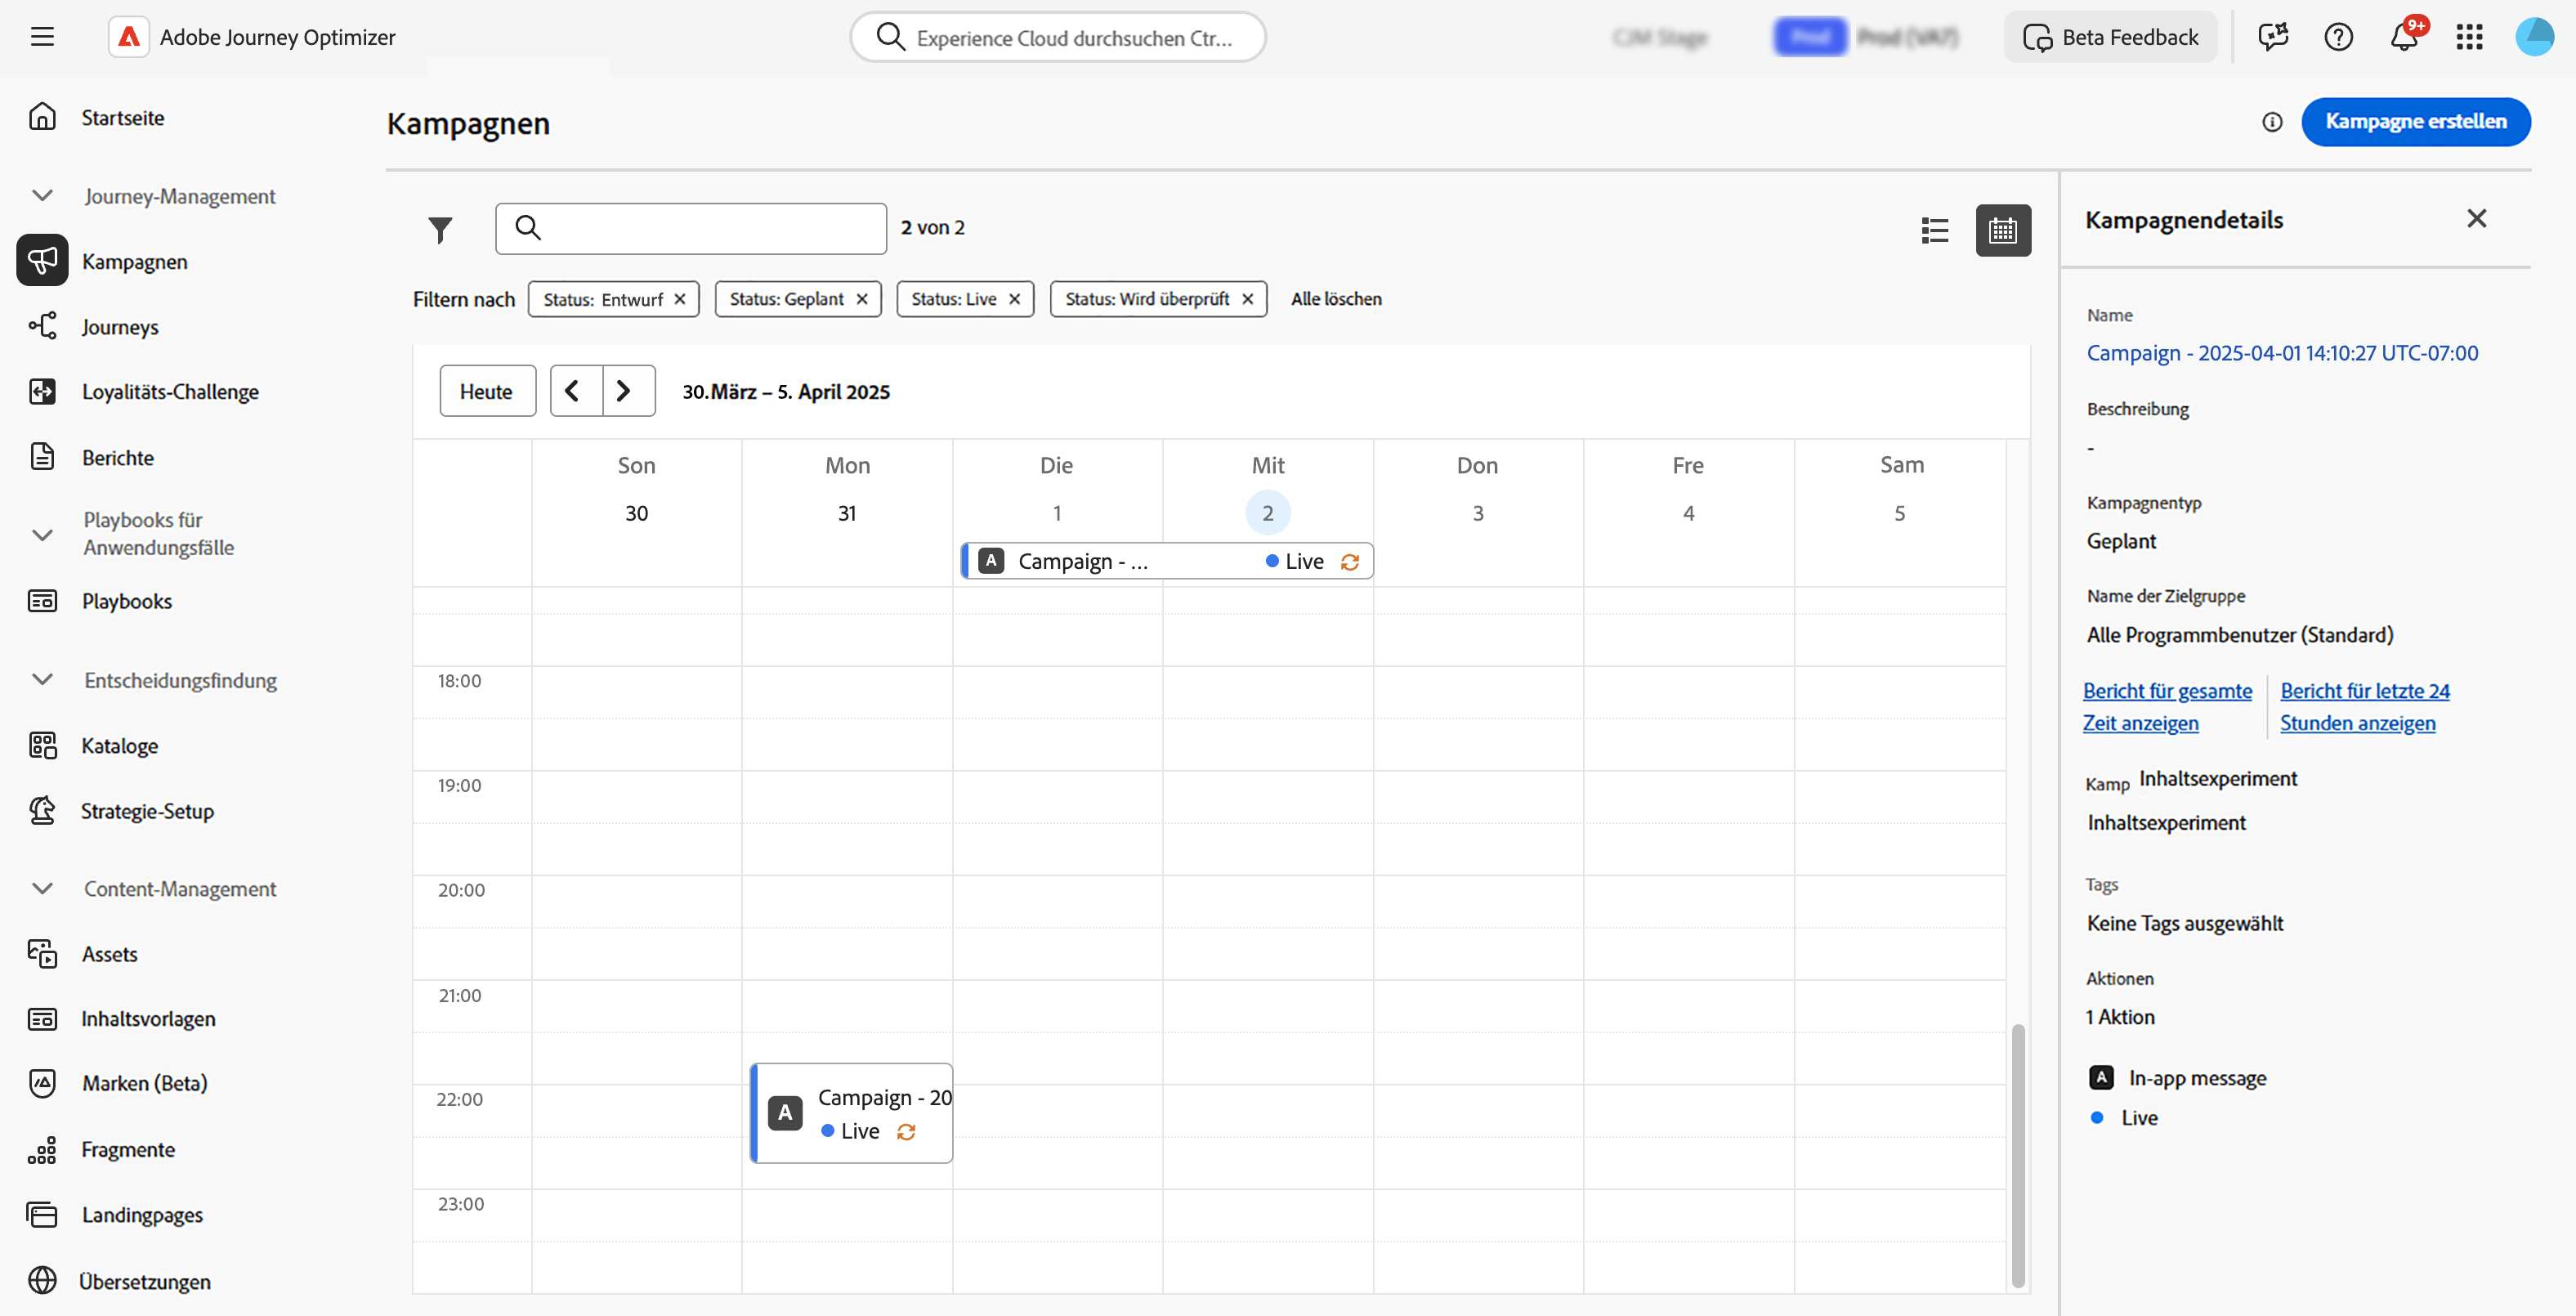 Adobe Journey Optimizer
Experience Cloud durchsuchen Ctr...
Prod
Prod (VA7)
Beta Feedback
9+
Startseite
Journey-Management
Kampagnen
Journeys
Loyalitäts-Challenge
Berichte
Playbooks für
Anwendungsfälle
Playbooks
Entscheidungsfindung
Kataloge
Strategie-Setup
Content-Management
Assets
Inhaltsvorlagen
Marken (Beta)
Fragmente
Landingpages
Übersetzungen
Kampagnen
Kampagne erstellen
2 von 2
Filtern nach
Status: Entwurf
Status: Geplant
Status: Live
Status: Wird überprüft
Alle löschen
Heute
30.März – 5. April 2025
Son Mon Die Mit Don Fre Sam
30 31 1 2 3 4 5
A Campaign - ... Live
18:00
19:00
20:00
21:00
22:00
23:00
A Campaign - 20
Live
Kampagnendetails
Name
Campaign - 2025-04-01 14:10:27 UTC-07:00
Beschreibung
-
Kampagnentyp
Geplant
Name der Zielgruppe
Alle Programmbenutzer (Standard)
Bericht für gesamte
Zeit anzeigen
Bericht für letzte 24
Stunden anzeigen
Kamp Inhaltsexperiment
Inhaltsexperiment
Tags
Keine Tags ausgewählt
Aktionen
1 Aktion
A In-app message
Live